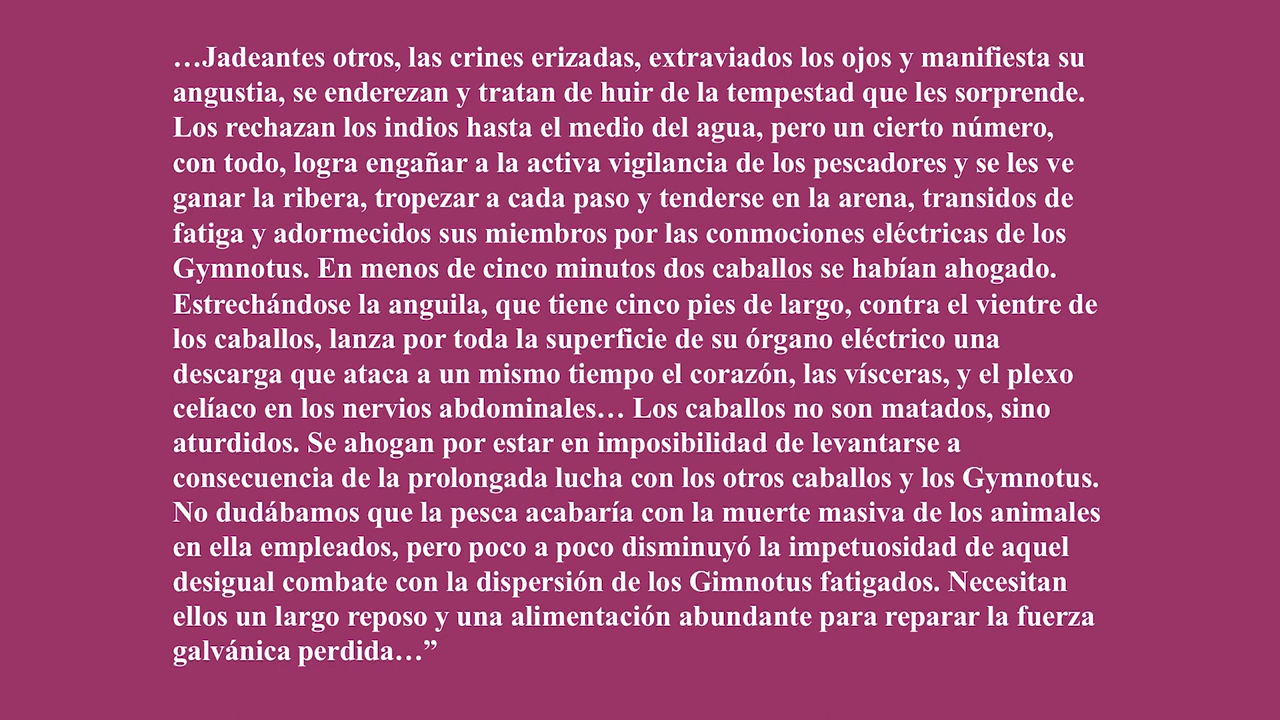 …Jadeantes otros, las crines erizadas, extraviados los ojos y manifiesta su
angustia, se enderezan y tratan de huir de la tempestad que les sorprende.
Los rechazan los indios hasta el medio del agua, pero un cierto número,
con todo, logra engañar a la activa vigilancia de los pescadores y se les ve
ganar la ribera, tropezar a cada paso y tenderse en la arena, transidos de
fatiga y adormecidos sus miembros por las conmociones eléctricas de los
Gymnotus. En menos de cinco minutos dos caballos se habían ahogado.
Estrechándose la anguila, que tiene cinco pies de largo, contra el vientre de
los caballos, lanza por toda la superficie de su órgano eléctrico una
descarga que ataca a un mismo tiempo el corazón, las vísceras, y el plexo
celíaco en los nervios abdominales… Los caballos no son matados, sino
aturdidos. Se ahogan por estar en imposibilidad de levantarse a
consecuencia de la prolongada lucha con los otros caballos y los Gymnotus.
No dudábamos que la pesca acabaría con la muerte masiva de los animales
en ella empleados, pero poco a poco disminuyó la impetuosidad de aquel
desigual combate con la dispersión de los Gimnotus fatigados. Necesitan
ellos un largo reposo y una alimentación abundante para reparar la fuerza
galvánica perdida…”